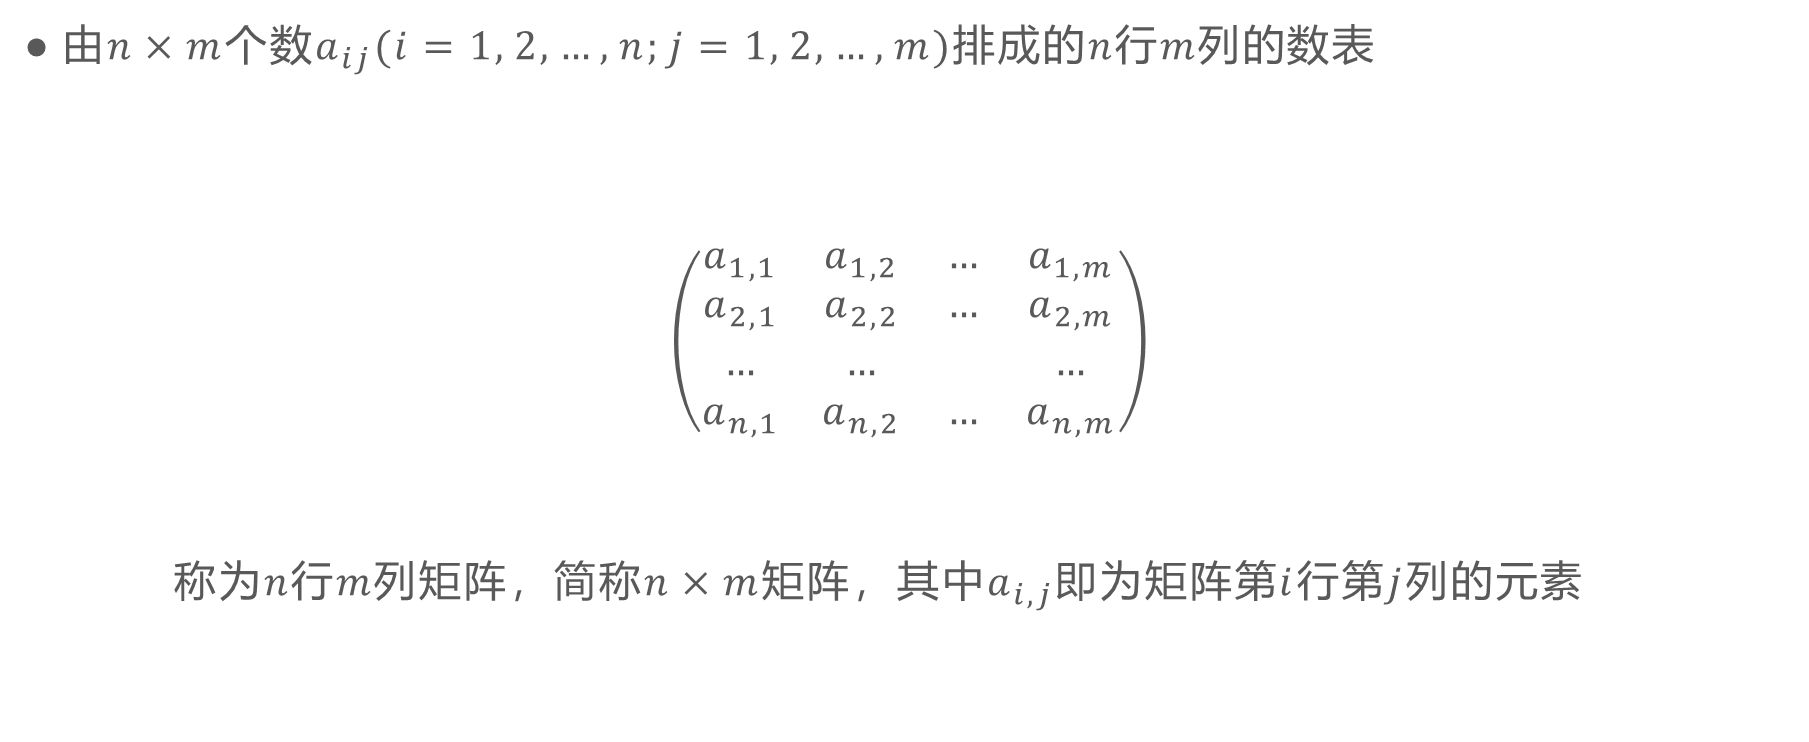 • 由n × m个数a_{ij}(i = 1, 2, … , n; j = 1, 2, … , m)排成的n行m列的数表
a_{1,1} a_{1,2} … a_{1,m}
a_{2,1} a_{2,2} … a_{2,m}
… … …
a_{n,1} a_{n,2} … a_{n,m}
称为n行m列矩阵，简称n × m矩阵，其中a_{i,j}即为矩阵第i行第j列的元素